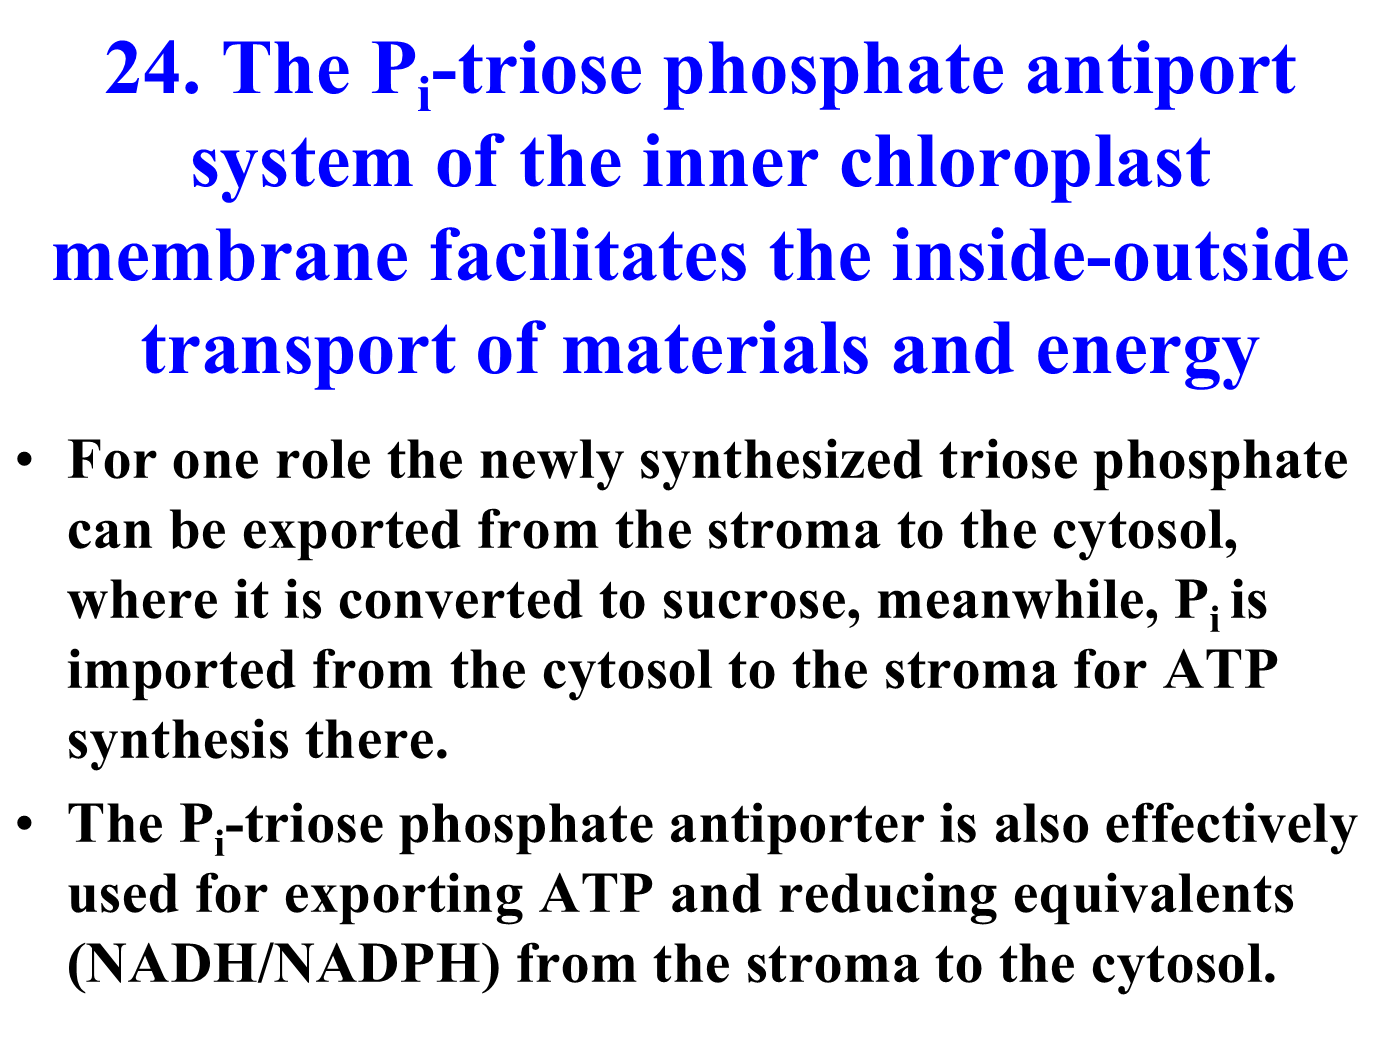 24. The Pi-triose phosphate antiport
system of the inner chloroplast
membrane facilitates the inside-outside
transport of materials and energy
• For one role the newly synthesized triose phosphate
can be exported from the stroma to the cytosol,
where it is converted to sucrose, meanwhile, Pi is
imported from the cytosol to the stroma for ATP
synthesis there.
• The Pi-triose phosphate antiporter is also effectively
used for exporting ATP and reducing equivalents
(NADH/NADPH) from the stroma to the cytosol.